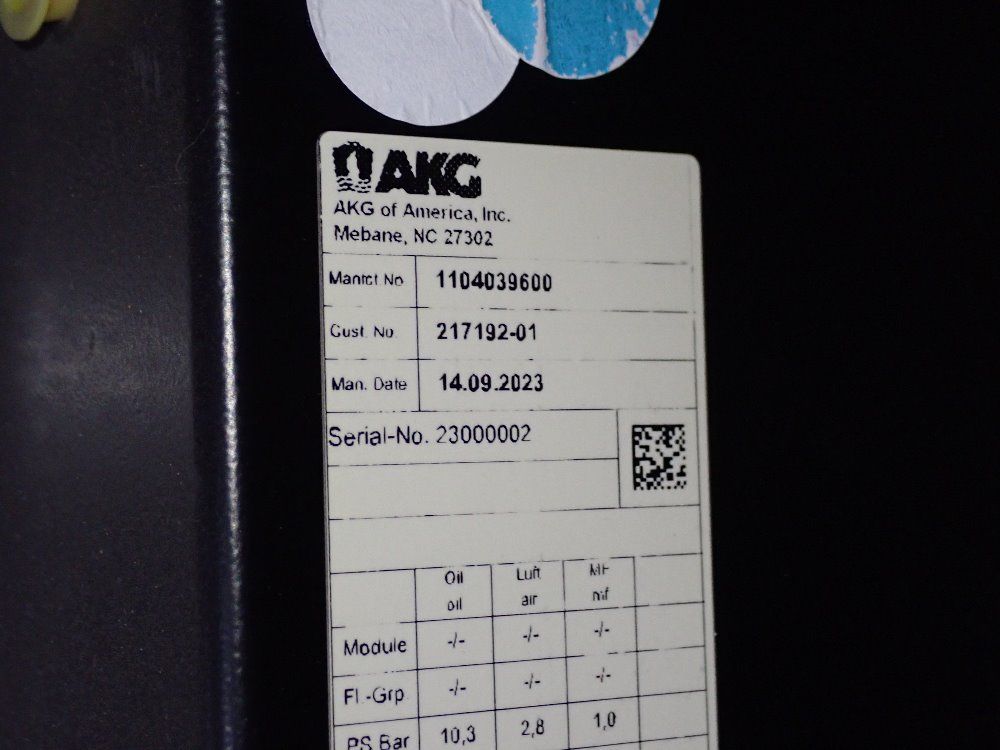 AKG
AKG of America, Inc.
Mebane, NC 27302
Manfct No 1104039600
Cust. No. 217192-01
Man. Date 14.09.2023
Serial-No. 23000002
Oil Luft MF
oil air mf
Module -/- -/- -/-
Fl.-Grp -/- -/- -/-
PS Bar 10,3 2,8 1,0